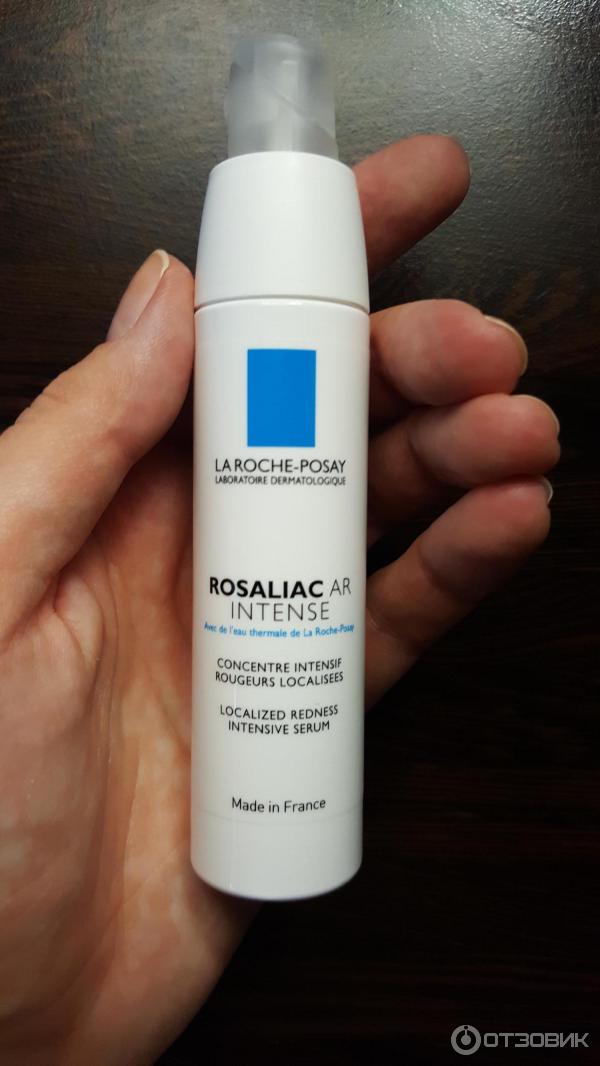 LA ROCHE-POSAY
LABORATOIRE DERMATOLOGIQUE
ROSALIAC AR
INTENSE
Avec de l'eau thermale de La Roche-Posay
CONCENTRE INTENSIF
ROUGEURS LOCALISEES
LOCALIZED REDNESS
INTENSIVE SERUM
Made in France
ОТЗОВИК